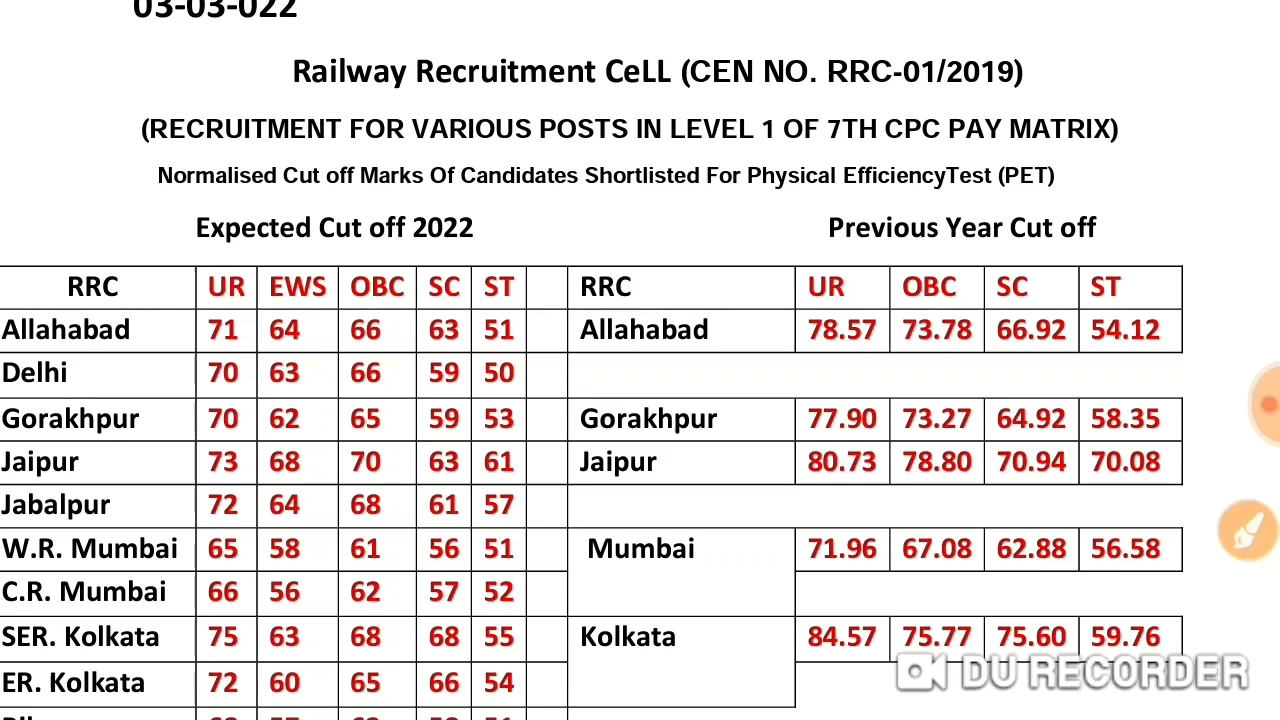 03-03-022
Railway Recruitment CeLL (CEN NO. RRC-01/2019)
(RECRUITMENT FOR VARIOUS POSTS IN LEVEL 1 OF 7TH CPC PAY MATRIX)
Normalised Cut off Marks Of Candidates Shortlisted For Physical EfficiencyTest (PET)
Expected Cut off 2022 Previous Year Cut off
RRC UR EWS OBC SC ST RRC UR OBC SC ST
Allahabad 71 64 66 63 51 Allahabad 78.57 73.78 66.92 54.12
Delhi 70 63 66 59 50
Gorakhpur 70 62 65 59 53 Gorakhpur 77.90 73.27 64.92 58.35
Jaipur 73 68 70 63 61 Jaipur 80.73 78.80 70.94 70.08
Jabalpur 72 64 68 61 57
W.R. Mumbai 65 58 61 56 51 Mumbai 71.96 67.08 62.88 56.58
C.R. Mumbai 66 56 62 57 52
SER. Kolkata 75 63 68 68 55 Kolkata 84.57 75.77 75.60 59.76
ER. Kolkata 72 60 65 66 54
DU RECORDER